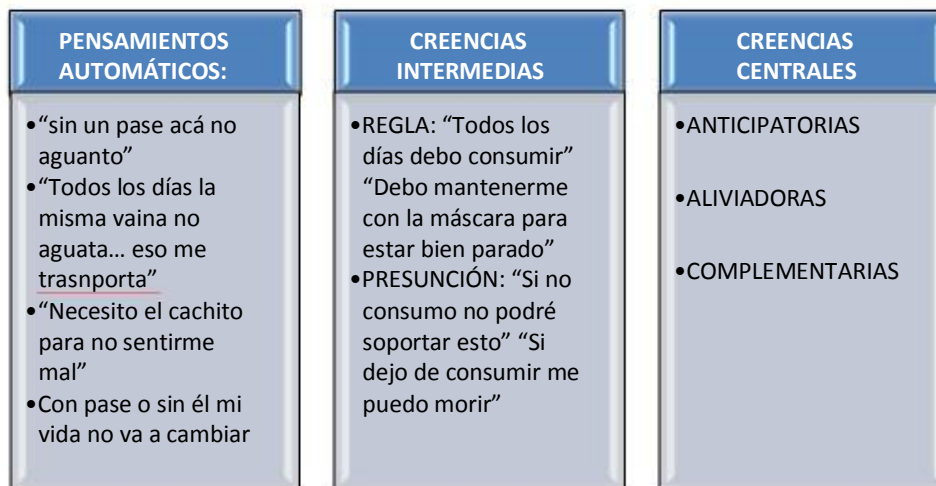 PENSAMIENTOS
AUTOMÁTICOS:
•“sin un pase acá no
aguanto”
•“Todos los días la
misma vaina no
aguata... eso me
trasnporta”
•“Necesito el cachito
para no sentirme
mal”
•Con pase o sin él mi
vida no va a cambiar
CREENCIAS
INTERMEDIAS
•REGLA: “Todos los
días debo consumir”
“Debo mantenerme
con la máscara para
estar bien parado”
•PRESUNCIÓN: “Si no
consumo no podré
soportar esto” “Si
dejo de consumir me
puedo morir”
CREENCIAS
CENTRALES
•ANTICIPATORIAS
•ALIVIADORAS
•COMPLEMENTARIAS